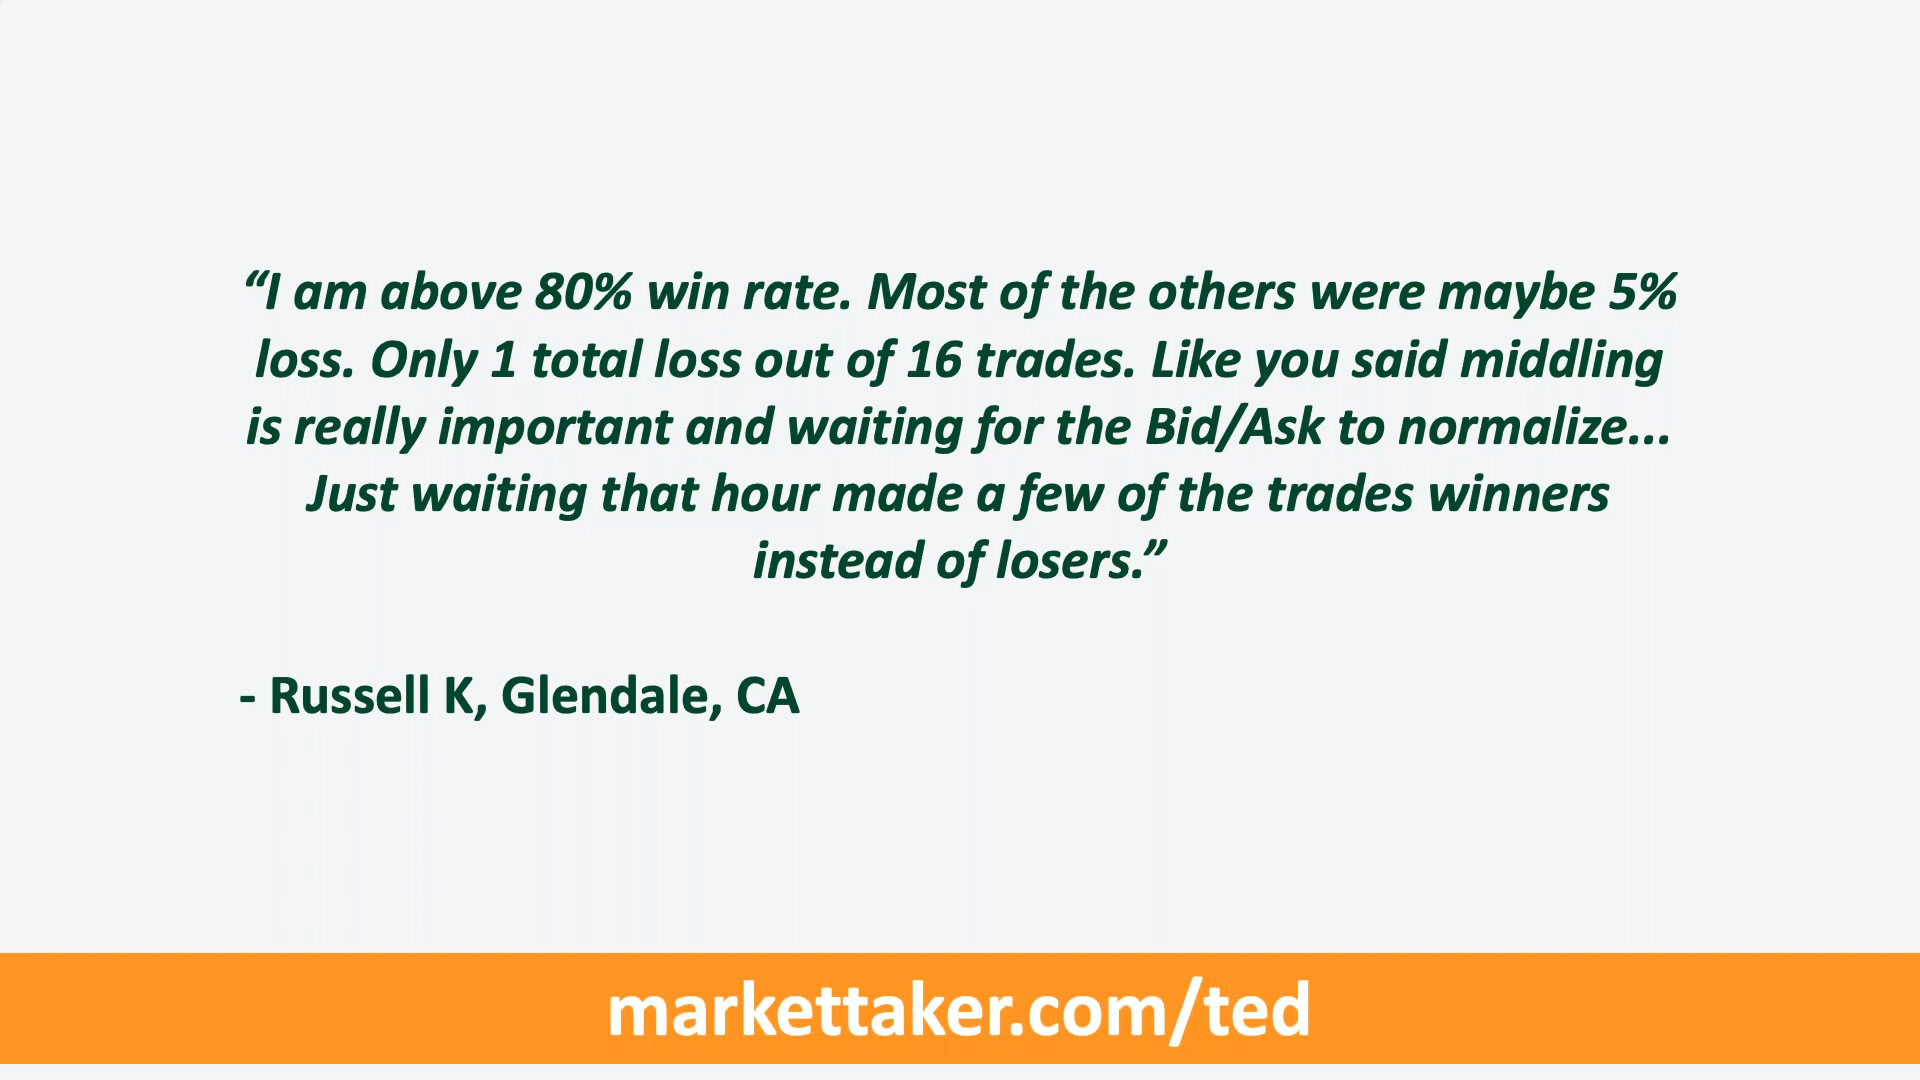 “I am above 80% win rate. Most of the others were maybe 5%
loss. Only 1 total loss out of 16 trades. Like you said middling
is really important and waiting for the Bid/Ask to normalize...
Just waiting that hour made a few of the trades winners
instead of losers.”
- Russell K, Glendale, CA
markettaker.com/ted